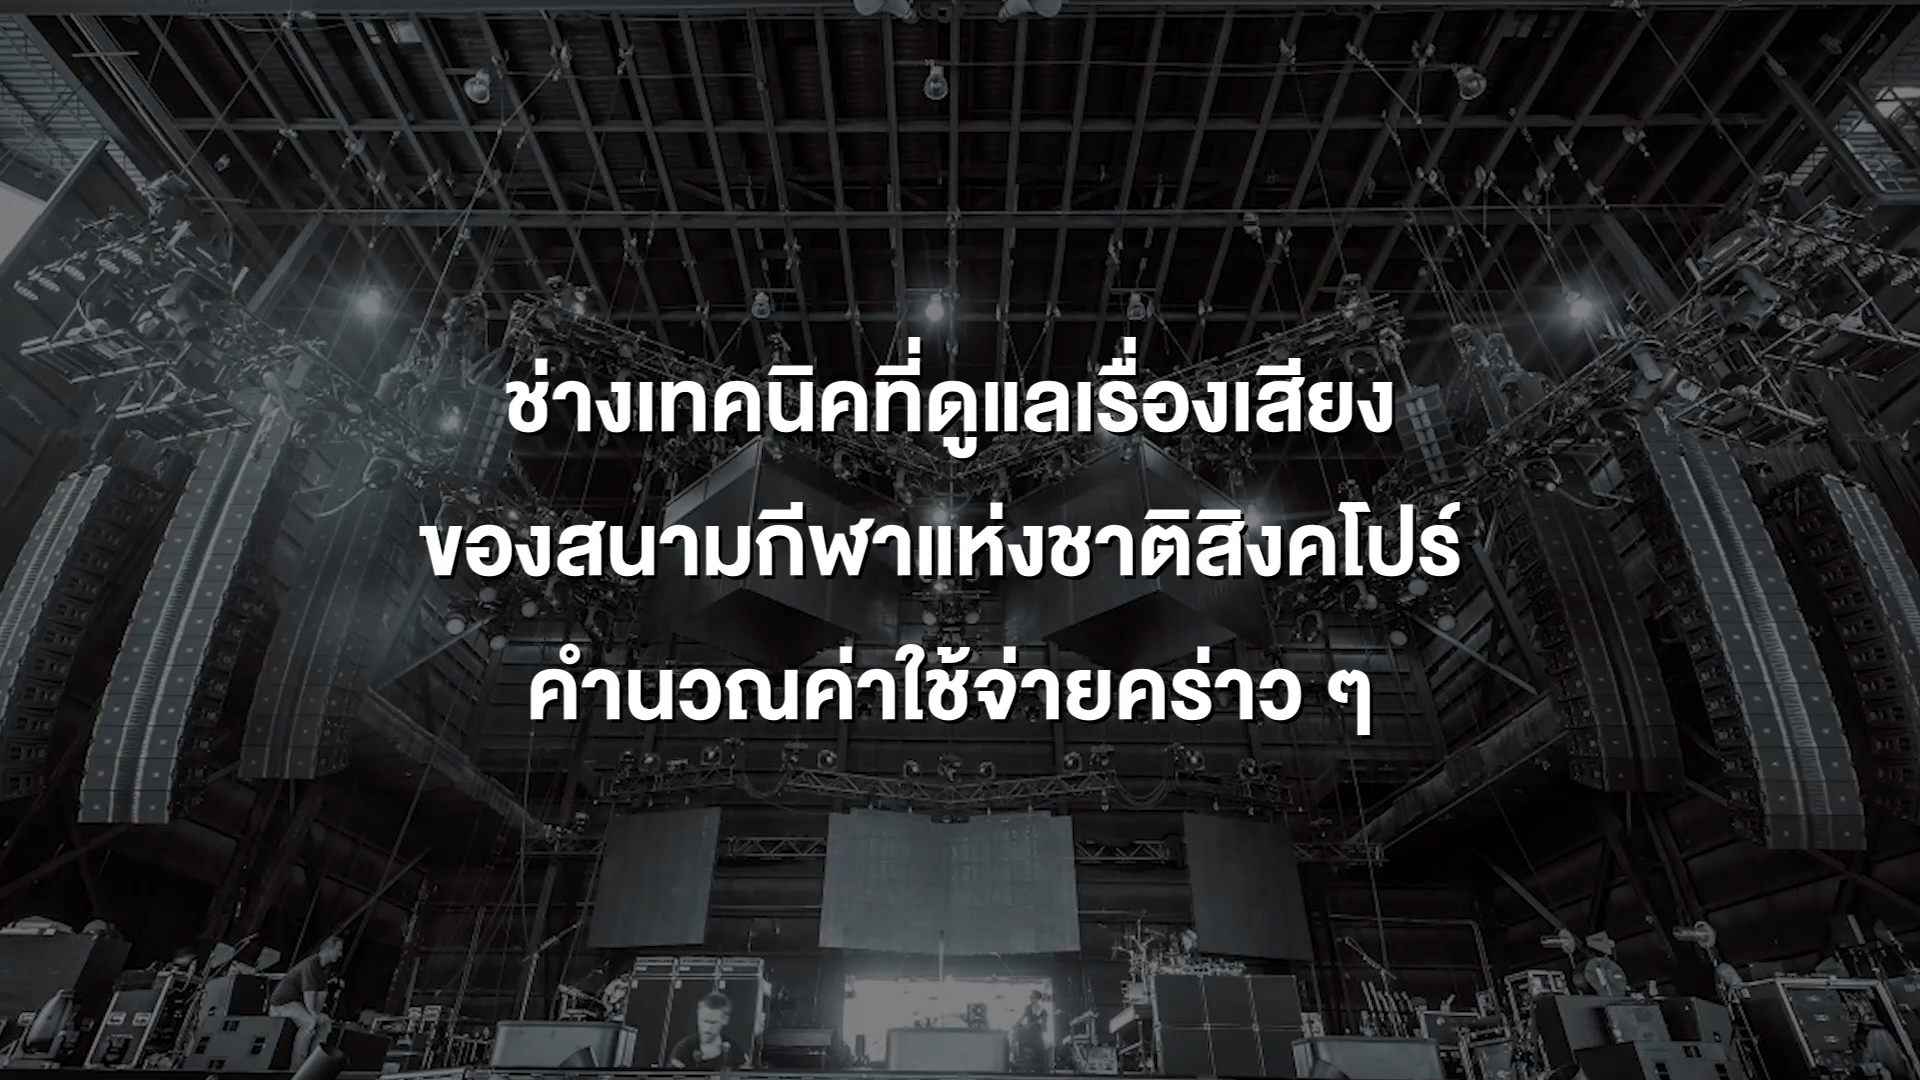 ช่างเทคนิคที่ดูแลเรื่องเสียง
ของสนามกีฬาแห่งชาติสิงคโปร์
คำนวณค่าใช้จ่ายคร่าว ๆ